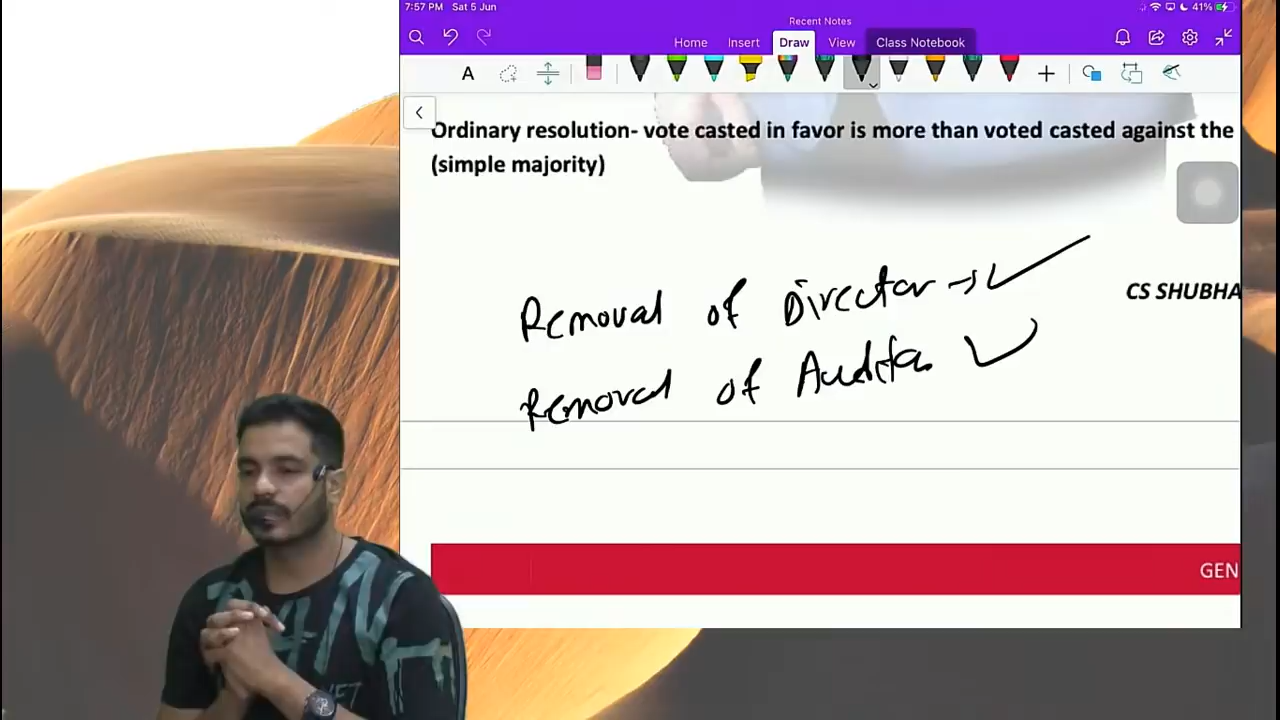 7:57 PM Sat 5 Jun
41%
Recent Notes
Home Insert Draw View Class Notebook
A
Ordinary resolution- vote casted in favor is more than voted casted against the
(simple majority)
Removal of Director →
CS SHUBHA
Removal of Auditor
GEN